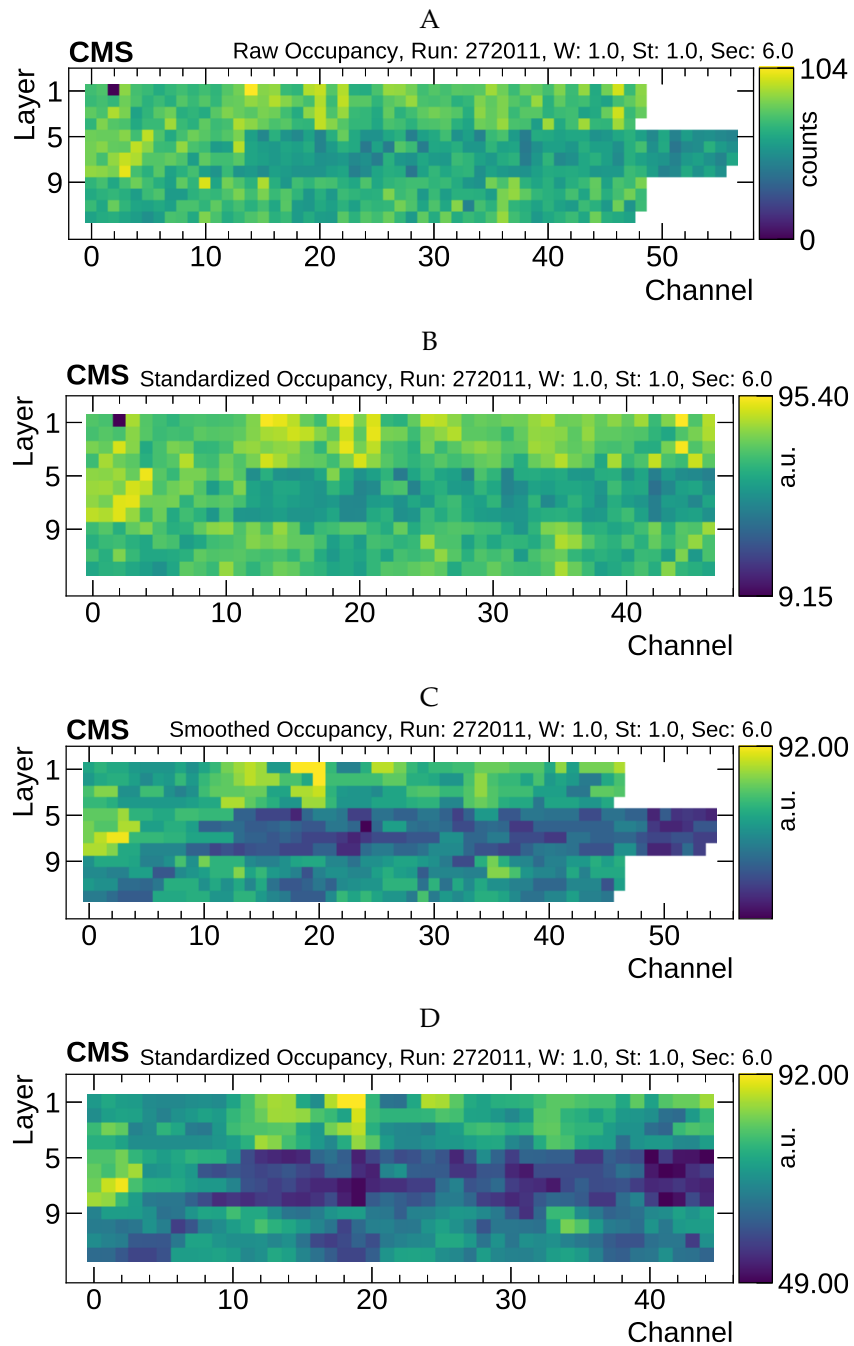 A
CMS Raw Occupancy, Run: 272011, W: 1.0, St: 1.0, Sec: 6.0
Layer
1
5
9
104
counts
0
0 10 20 30 40 50
Channel
B
CMS Standardized Occupancy, Run: 272011, W: 1.0, St: 1.0, Sec: 6.0
Layer
1
5
9
95.40
a.u.
9.15
0 10 20 30 40
Channel
C
CMS Smoothed Occupancy, Run: 272011, W: 1.0, St: 1.0, Sec: 6.0
Layer
1
5
9
92.00
a.u.
0 10 20 30 40 50
Channel
D
CMS Standardized Occupancy, Run: 272011, W: 1.0, St: 1.0, Sec: 6.0
Layer
1
5
9
92.00
a.u.
49.00
0 10 20 30 40
Channel